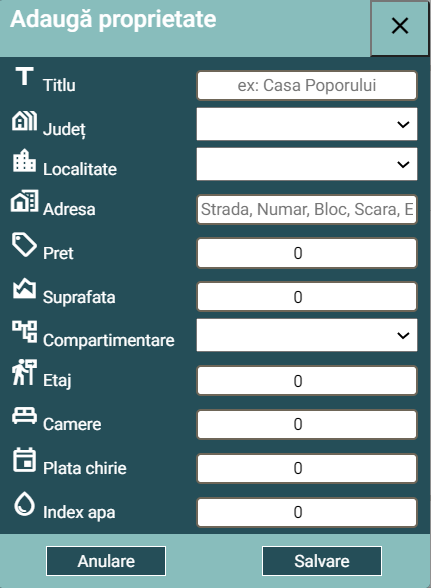 Adaugă proprietate
Titlu ex: Casa Poporului
Județ
Localitate
Adresa Strada, Numar, Bloc, Scara, E
Pret 0
Suprafata 0
Compartimentare
Etaj 0
Camere 0
Plata chirie 0
Index apa 0
Anulare Salvare